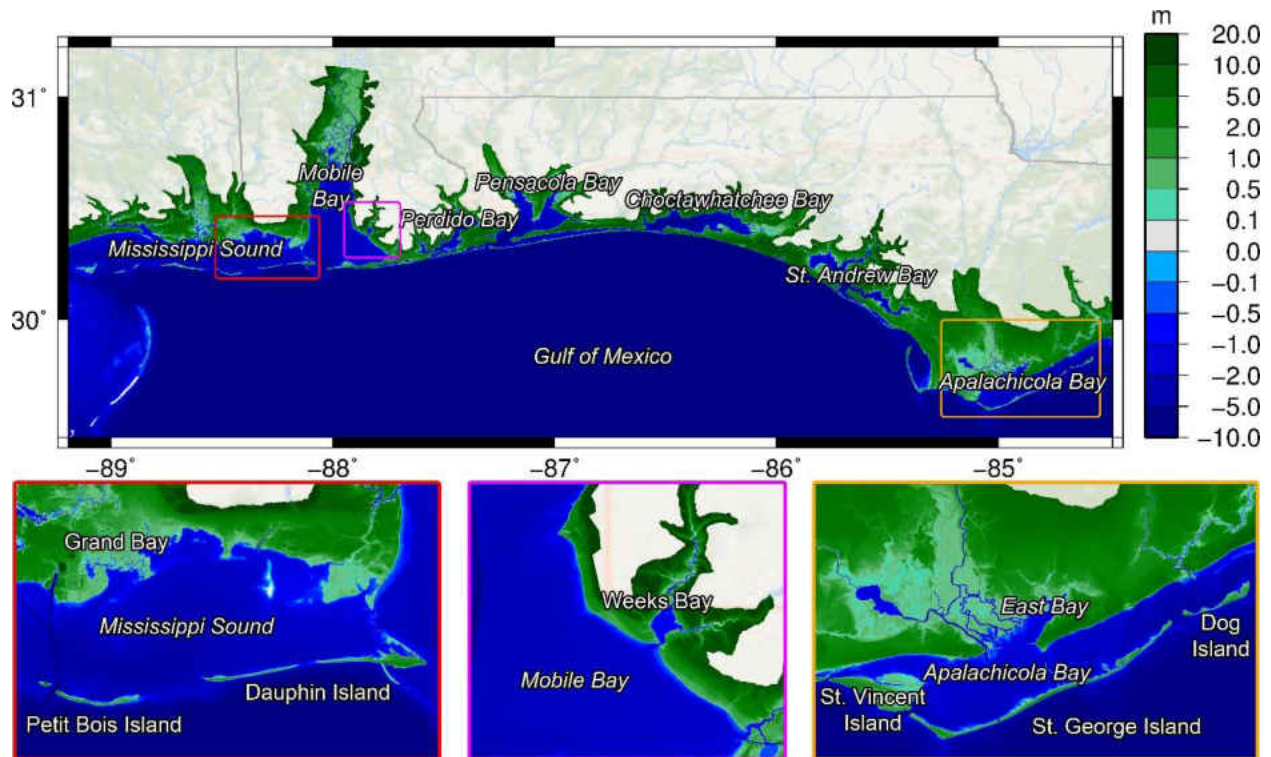 m
20.0
10.0
5.0
2.0
1.0
0.5
0.1
0.0
−0.1
−0.5
−1.0
−2.0
−5.0
−10.0
31°
30°
Mobile
Bay
Pensacola Bay
Choctawhatchee Bay
Perdido Bay
Mississippi Sound
St. Andrew Bay
Gulf of Mexico
Apalachicola Bay
−89° −88° −87° −86° −85°
Grand Bay
Mississippi Sound
Dauphin Island
Petit Bois Island
Weeks Bay
Mobile Bay
East Bay
Dog
Island
Apalachicola Bay
St. Vincent
Island
St. George Island